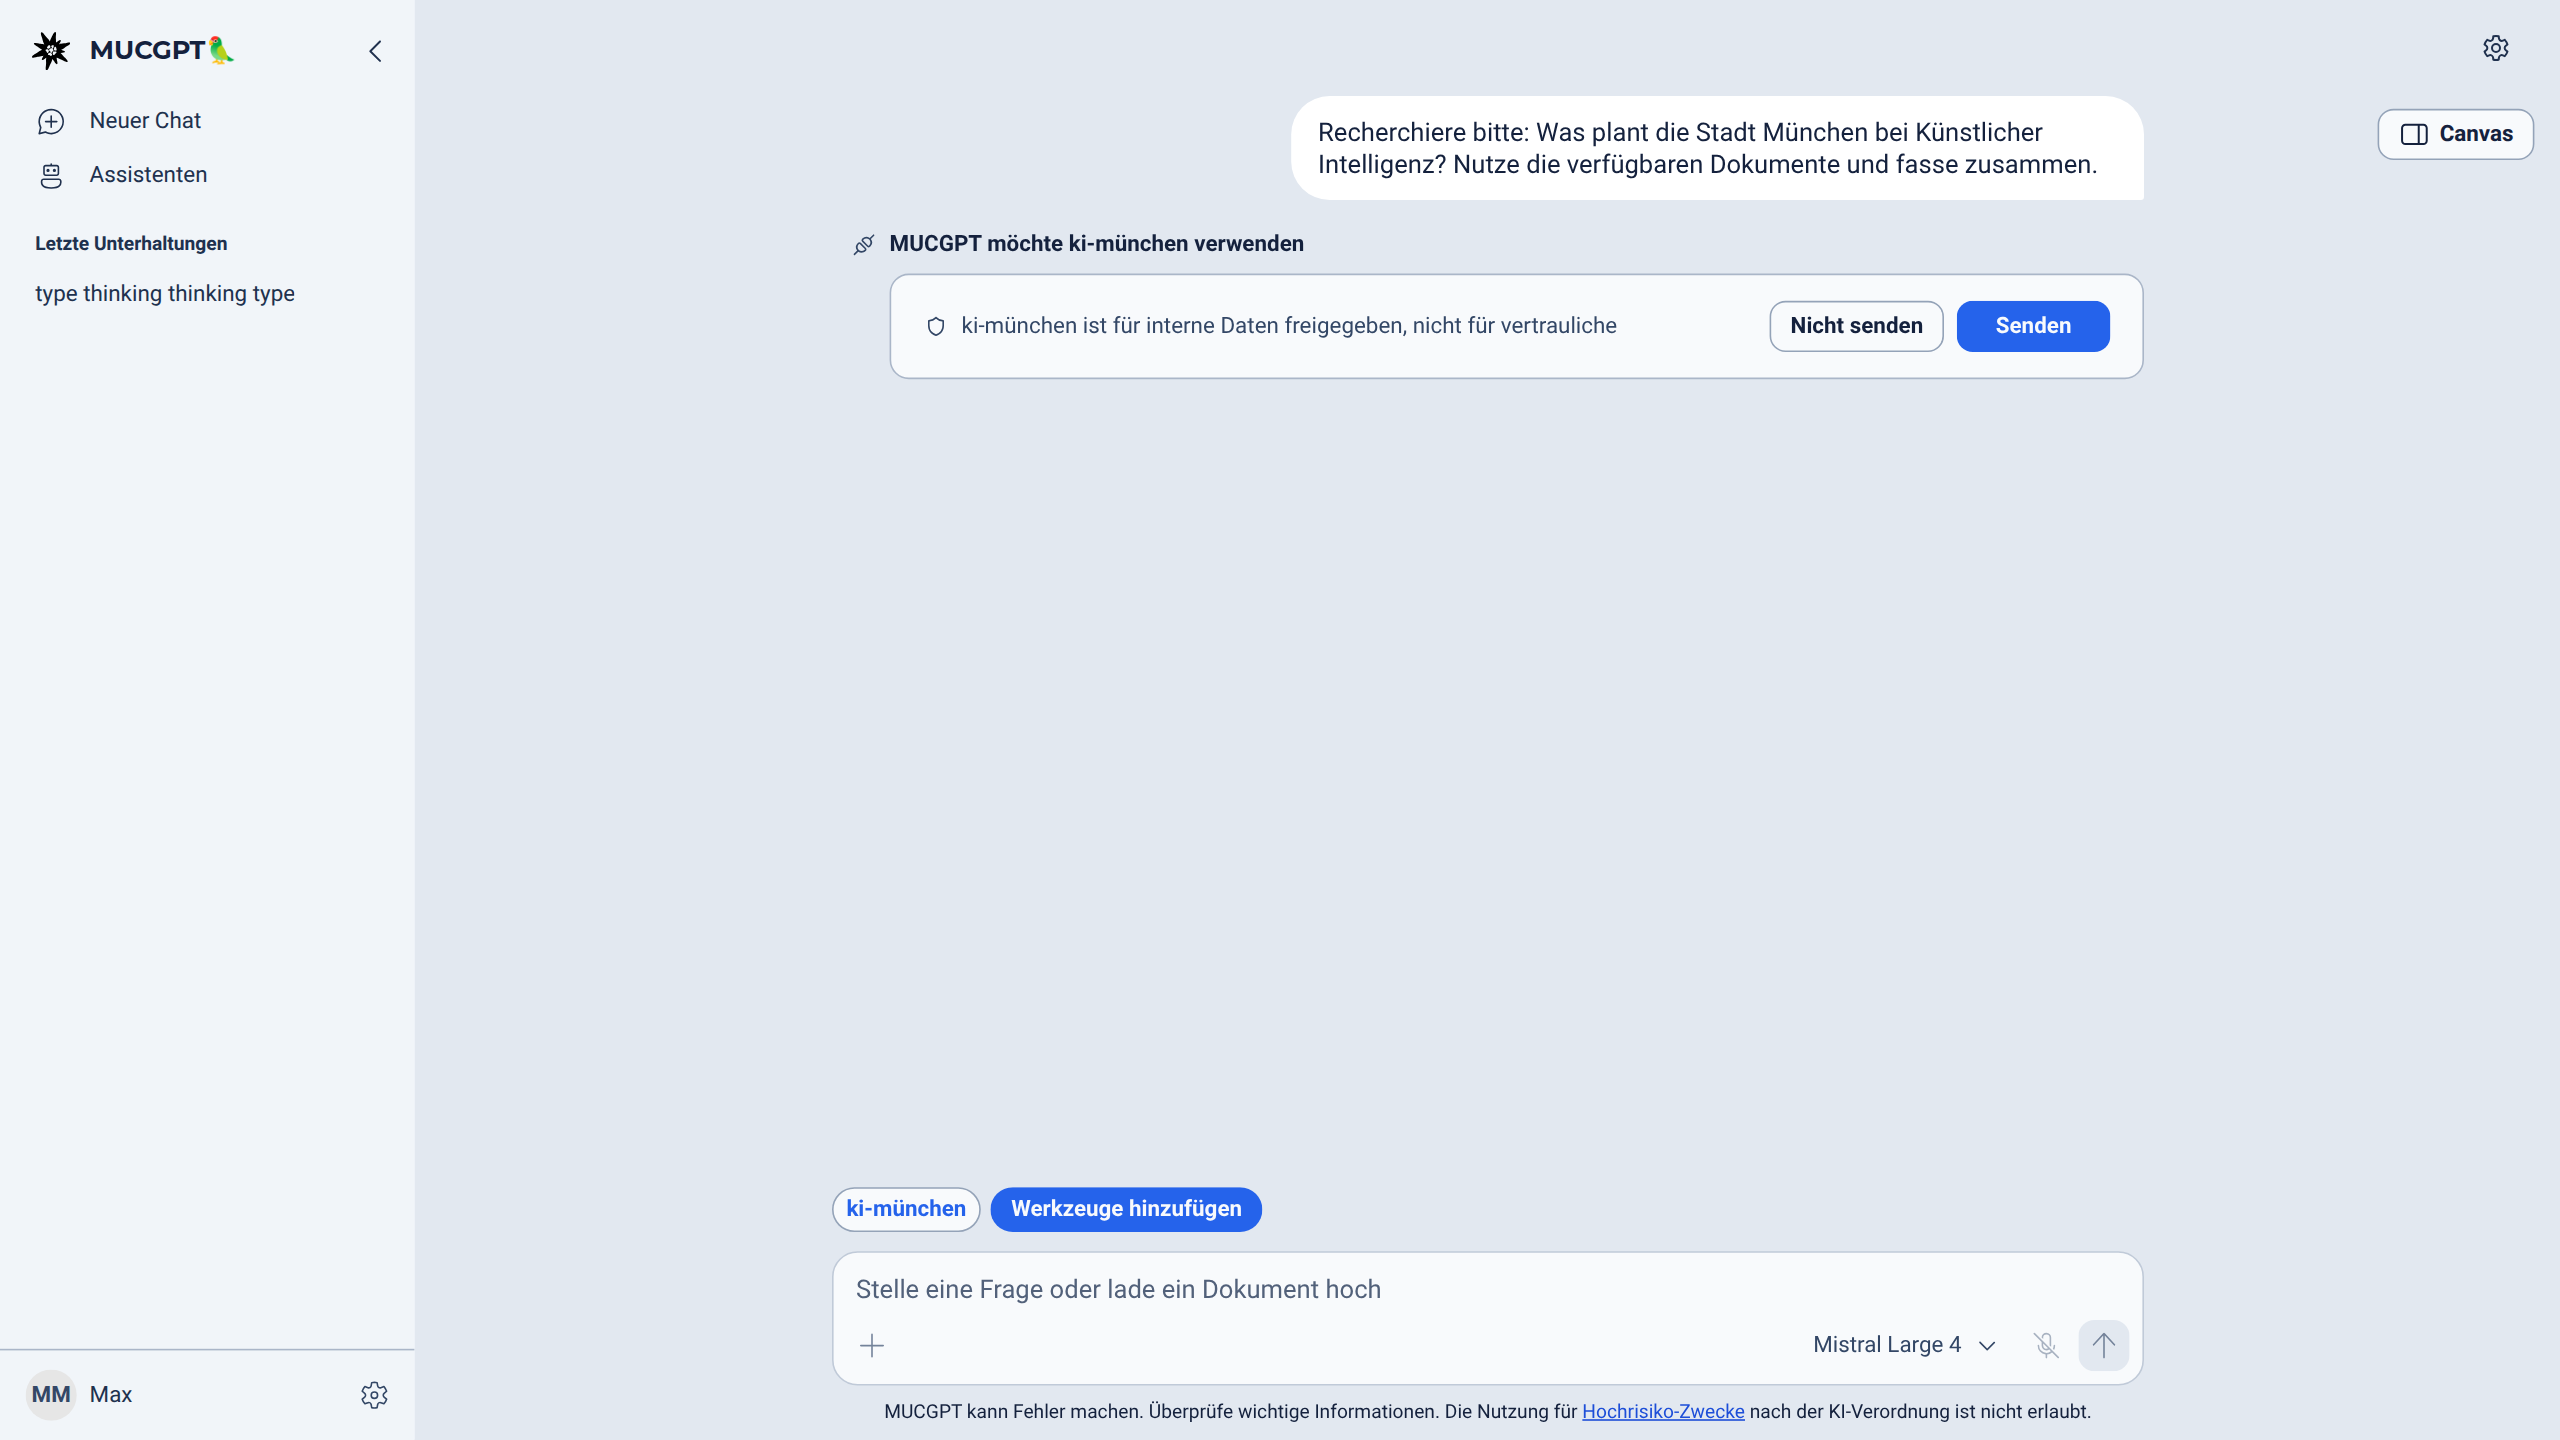 MUCGPT
Neuer Chat
Assistenten
Letzte Unterhaltungen
type thinking thinking type
MM Max
Canvas
Recherchiere bitte: Was plant die Stadt München bei Künstlicher
Intelligenz? Nutze die verfügbaren Dokumente und fasse zusammen.
MUCGPT möchte ki-münchen verwenden
ki-münchen ist für interne Daten freigegeben, nicht für vertrauliche
Nicht senden
Senden
ki-münchen
Werkzeuge hinzufügen
Stelle eine Frage oder lade ein Dokument hoch
Mistral Large 4
MUCGPT kann Fehler machen. Überprüfe wichtige Informationen. Die Nutzung für Hochrisiko-Zwecke nach der KI-Verordnung ist nicht erlaubt.